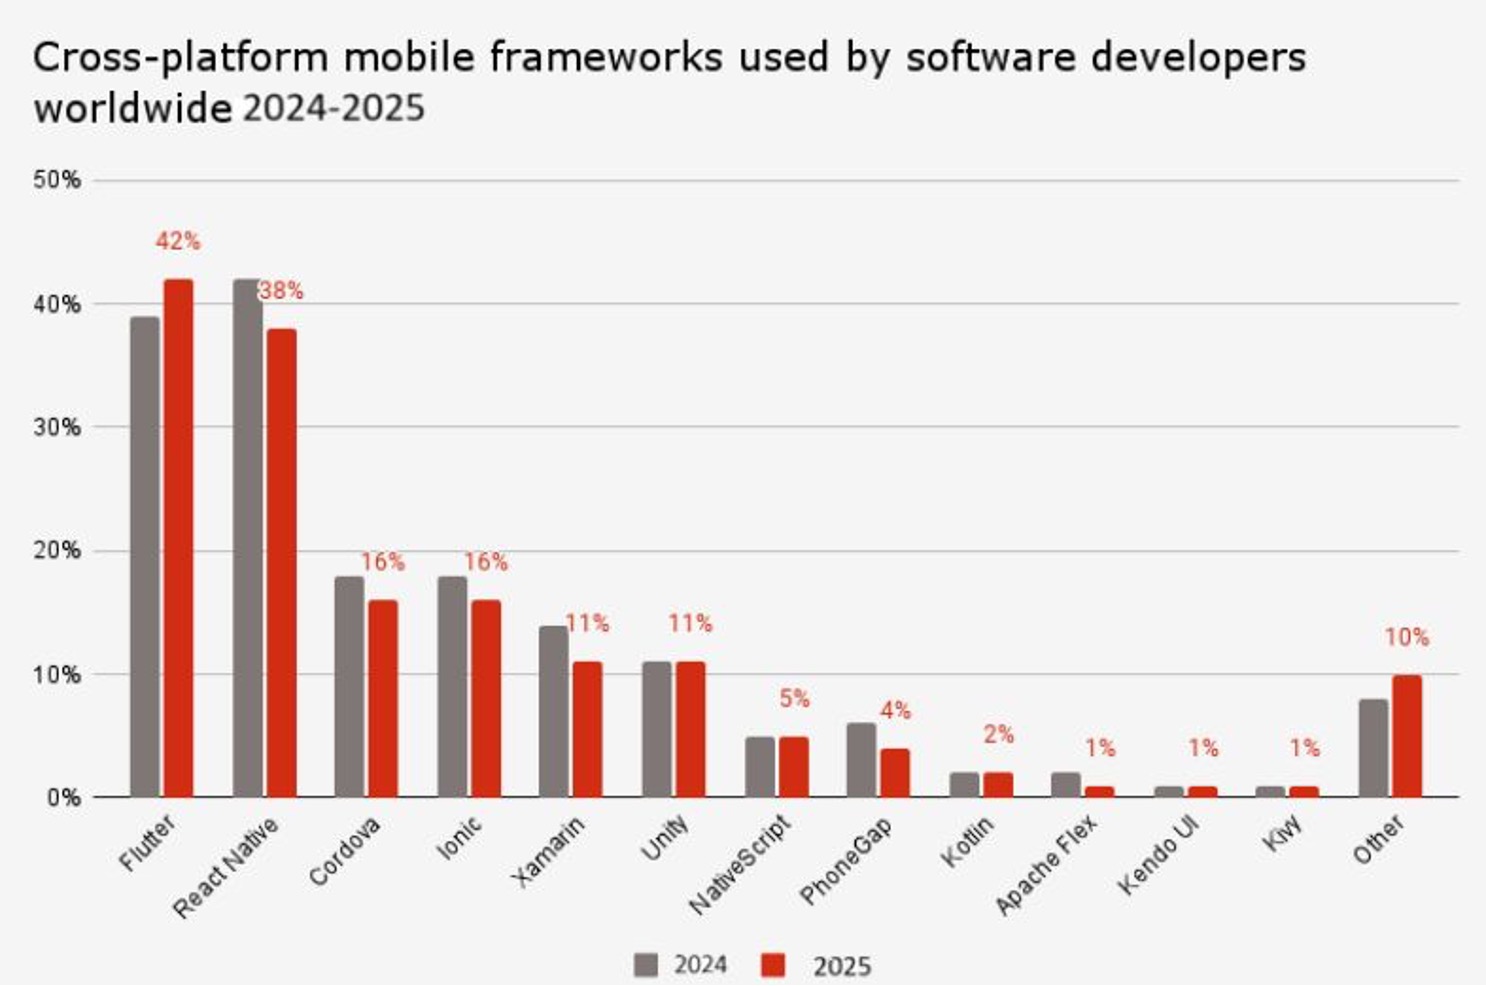 Cross-platform mobile frameworks used by software developers
worldwide 2024-2025
50%
40%
30%
20%
10%
0%
42%
38%
16%
16%
11%
11%
5%
4%
2%
1%
1%
1%
10%
Flutter
React Native
Cordova
Ionic
Xamarin
Unity
NativeScript
PhoneGap
Kotlin
Apache Flex
Kendo UI
Kivy
Other
2024 2025